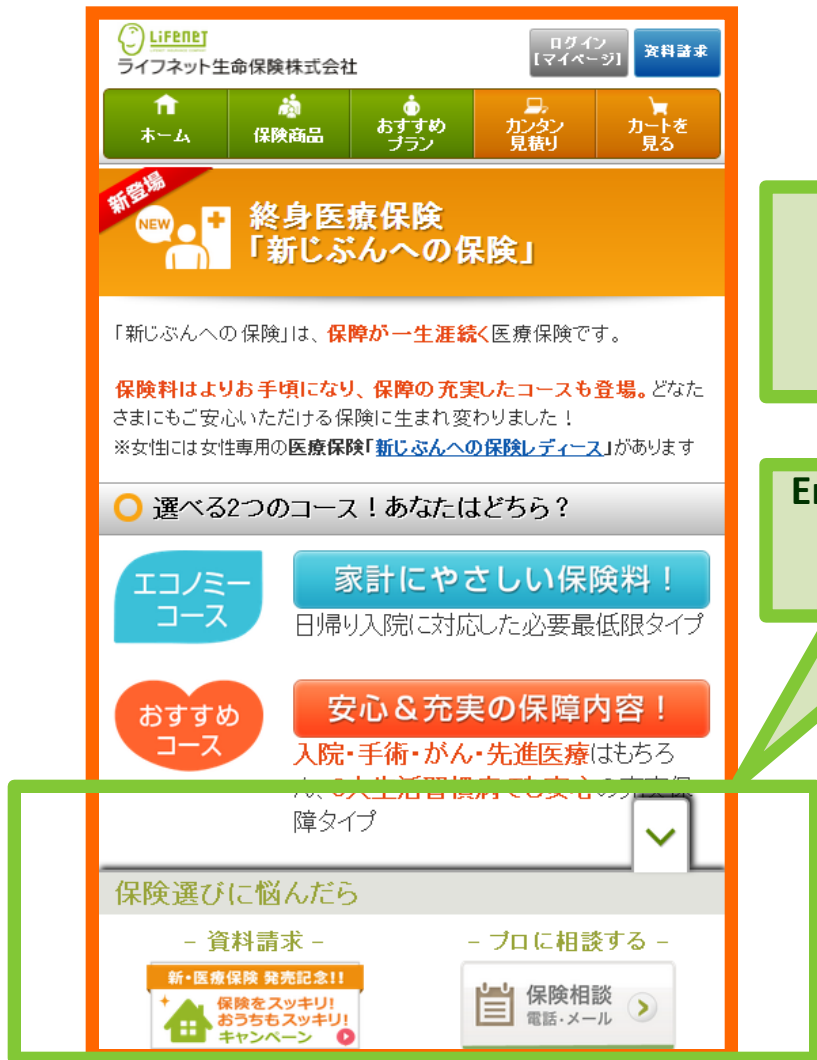 LiFENET
ライフネット生命保険株式会社
ログイン
【マイページ】
資料請求
ホーム
保険商品
おすすめ
プラン
カンタン
見積り
カートを
見る
新登場
NEW
終身医療保険
「新じぶんへの保険」
「新じぶんへの保険」は、保障が一生涯続く医療保険です。
保険料はよりお手頃になり、保障の充実したコースも登場。どなた
さまにもご安心いただける保険に生まれ変わりました!
※女性には女性専用の医療保険「新じぶんへの保険レディース」があります
選べる2つのコース!あなたはどちら?
エコノミー
コース
家計にやさしい保険料!
日帰り入院に対応した必要最低限タイプ
おすすめ
コース
安心&充実の保障内容!
入院・手術・がん・先進医療はもちろ
ん、
障タイプ
保険選びに悩んだら
– 資料請求 –
– プロに相談する –
新・医療保険 発売記念!!
保険をスッキリ!
おうちもスッキリ!
キャンペーン
保険相談
電話・メール